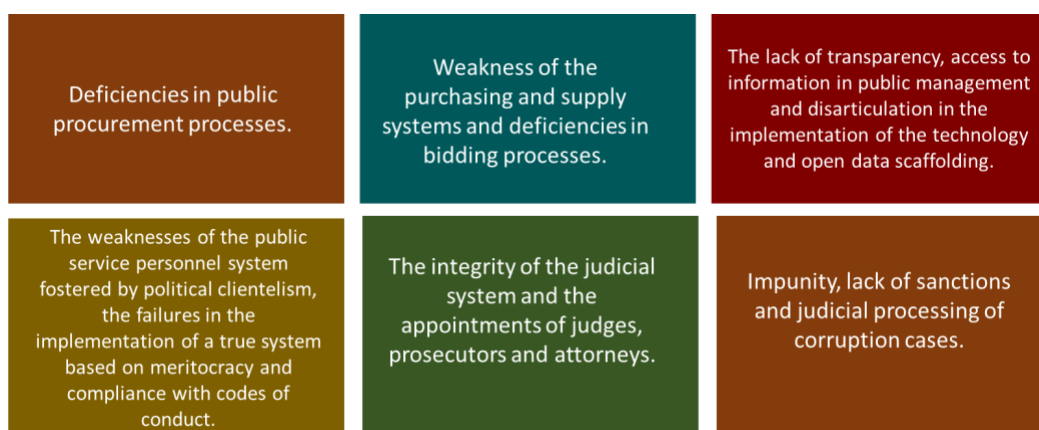 Deficiencies in public
procurement processes.
Weakness of the
purchasing and supply
systems and deficiencies in
bidding processes.
The lack of transparency, access to
information in public management
and disarticulation in the
implementation of the technology
and open data scaffolding.
The weaknesses of the public
service personnel system
fostered by political clientelism,
the failures in the
implementation of a true system
based on meritocracy and
compliance with codes of
conduct.
The integrity of the judicial
system and the
appointments of judges,
prosecutors and attorneys.
Impunity, lack of sanctions
and judicial processing of
corruption cases.